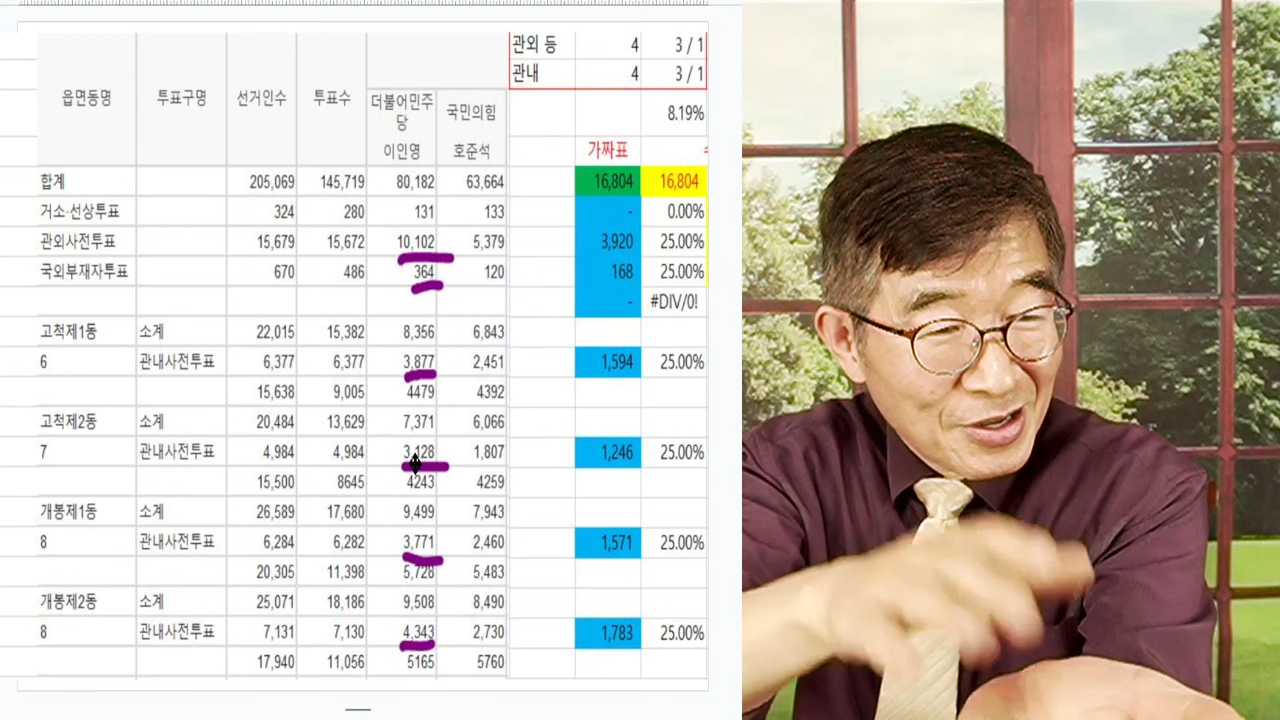 관외 등 4 3 / 1
관내 4 3 / 1
읍면동명 투표구명 선거인수 투표수 더불어민주당 이인영 국민의힘 호준석
8.19%
가짜표
합계 205,069 145,719 80,182 63,664 16,804 16,804
거소·선상투표 324 280 131 133 - 0.00%
관외사전투표 15,679 15,672 10,102 5,379 3,920 25.00%
국외부재자투표 670 486 364 120 168 25.00%
- #DIV/0!
고척제1동 소계 22,015 15,382 8,356 6,843
6 관내사전투표 6,377 6,377 3,877 2,451 1,594 25.00%
15,638 9,005 4479 4392
고척제2동 소계 20,484 13,629 7,371 6,066
7 관내사전투표 4,984 4,984 3,128 1,807 1,246 25.00%
15,500 8645 4243 4259
개봉제1동 소계 26,589 17,680 9,499 7,943
8 관내사전투표 6,284 6,282 3,771 2,460 1,571 25.00%
20,305 11,398 5,728 5,483
개봉제2동 소계 25,071 18,186 9,508 8,490
8 관내사전투표 7,131 7,130 4,343 2,730 1,783 25.00%
17,940 11,056 5165 5760